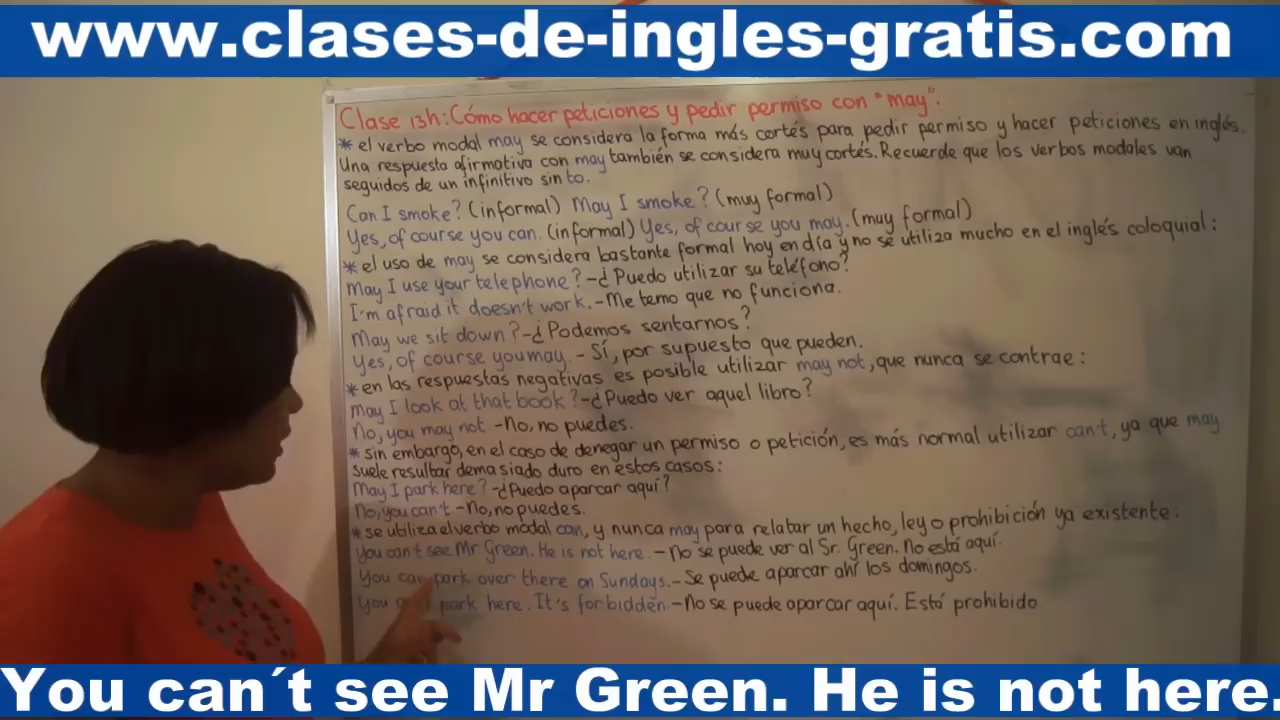 www.clases-de-ingles-gratis.com
Clase 13h: Cómo hacer peticiones y pedir permiso con "may".
* el verbo modal may se considera la forma más cortés para pedir permiso y hacer peticiones en inglés.
Una respuesta afirmativa con may también se considera muy cortés. Recuerde que los verbos modales van
seguidos de un infinitivo sin to.
Can I smoke? (informal) May I smoke? (muy formal)
Yes, of course you can. (informal) Yes, of course you may. (muy formal)
* el uso de may se considera bastante formal hoy en día y no se utiliza mucho en el inglés coloquial:
May I use your telephone? - ¿Puedo utilizar su teléfono?
I'm afraid it doesn't work. - Me temo que no funciona.
May we sit down? - ¿Podemos sentarnos?
Yes, of course you may. - Sí, por supuesto que pueden.
* en las respuestas negativas es posible utilizar may not, que nunca se contrae:
May I look at that book? - ¿Puedo ver aquel libro?
No, you may not. - No, no puedes.
* sin embargo, en el caso de denegar un permiso o petición, es más normal utilizar can't, ya que may
suele resultar demasiado duro en estos casos:
May I park here? - ¿Puedo aparcar aquí?
No, you can't - No, no puedes.
* se utiliza el verbo modal can, y nunca may para relatar un hecho, ley o prohibición ya existente:
You can't see Mr Green. He is not here. - No se puede ver al Sr. Green. No está aquí.
You can park over there on Sundays. - Se puede aparcar ahí los domingos.
You park here. It's forbidden. - No se puede aparcar aquí. Está prohibido
You can´t see Mr Green. He is not here.